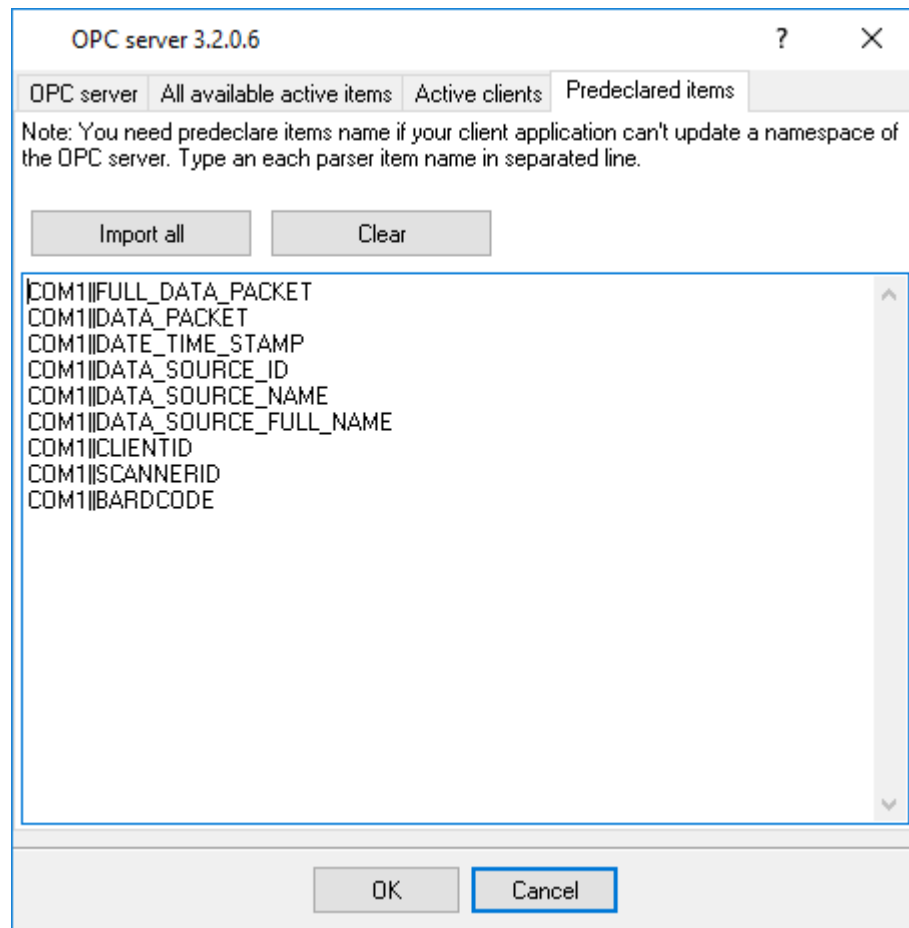 OPC server 3.2.0.6 ?
OPC server All available active items Active clients Predeclared items
Note: You need predeclare items name if your client application can't update a namespace of
the OPC server. Type an each parser item name in separated line.
Import all Clear
COM1||FULL_DATA_PACKET
COM1||DATA_PACKET
COM1||DATE_TIME_STAMP
COM1||DATA_SOURCE_ID
COM1||DATA_SOURCE_NAME
COM1||DATA_SOURCE_FULL_NAME
COM1||CLIENTID
COM1||SCANNERID
COM1||BARDCODE
OK Cancel